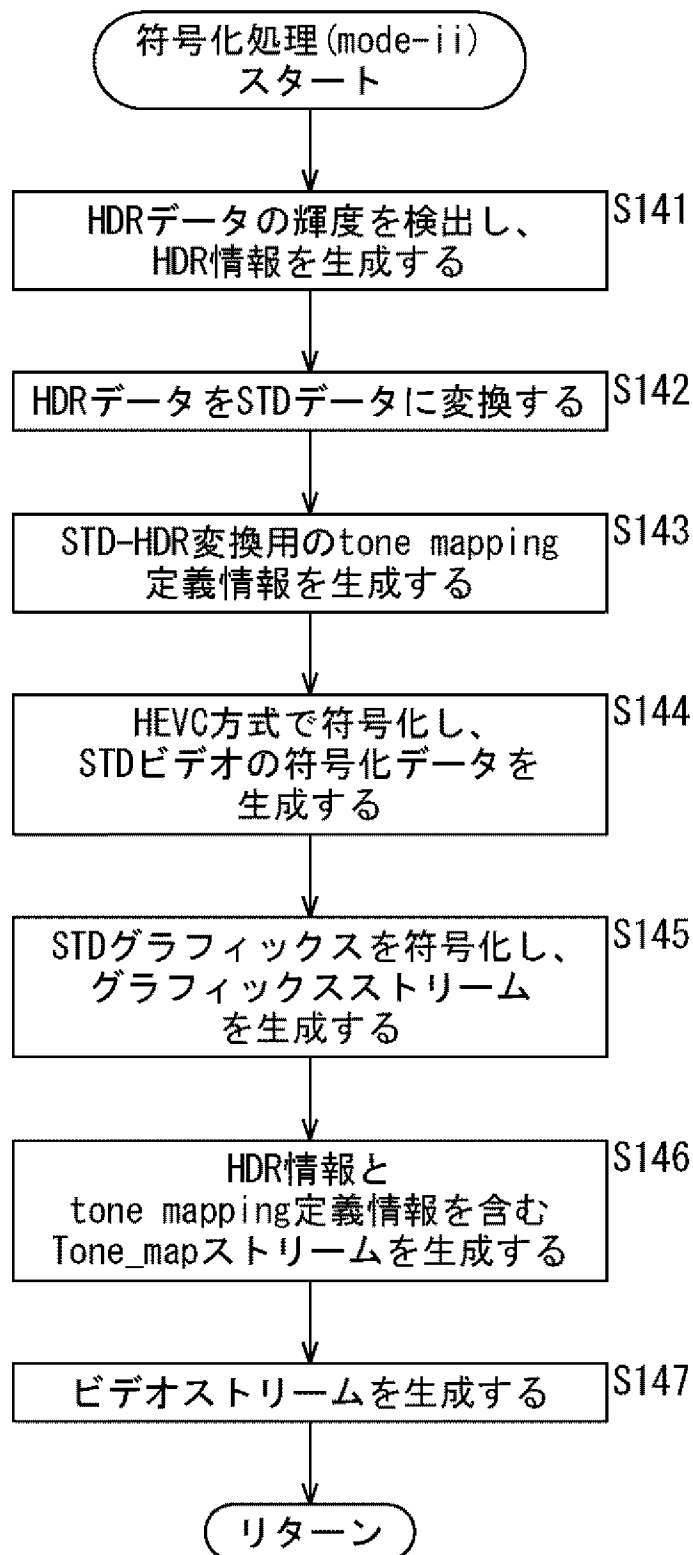 符号化処理(mode-ii)
スタート
HDRデータの輝度を検出し、
HDR情報を生成する
S141
HDRデータをSTDデータに変換する
S142
STD-HDR変換用のtone mapping
定義情報を生成する
S143
HEVC方式で符号化し、
STDビデオの符号化データを
生成する
S144
STDグラフィックスを符号化し、
グラフィックスストリーム
を生成する
S145
HDR情報と
tone mapping定義情報を含む
Tone_mapストリームを生成する
S146
ビデオストリームを生成する
S147
リターン